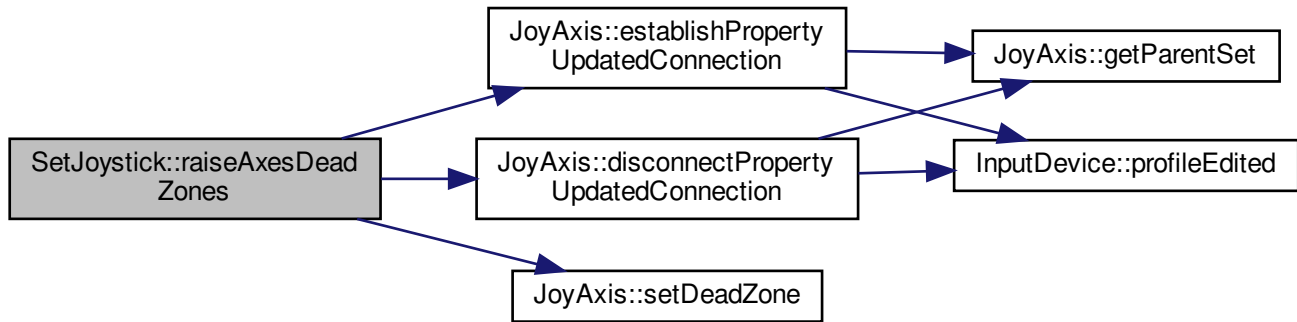 SetJoystick::raiseAxesDead
Zones
JoyAxis::establishProperty
UpdatedConnection
JoyAxis::disconnectProperty
UpdatedConnection
JoyAxis::setDeadZone
JoyAxis::getParentSet
InputDevice::profileEdited